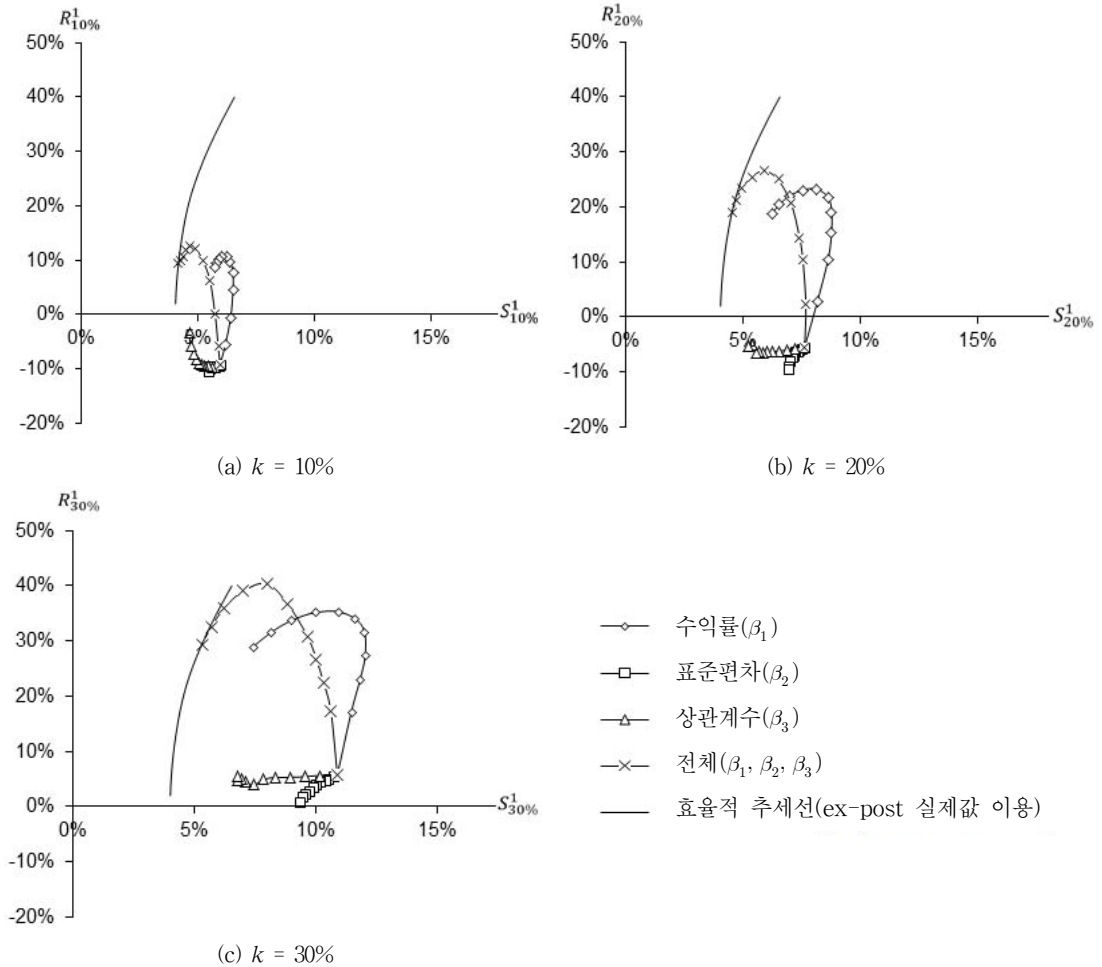 R¹₁₀%
50%
40%
30%
20%
10%
0%
-10%
-20%
0% 5% 10% 15% S¹₁₀%
(a) k = 10%
R¹₂₀%
50%
40%
30%
20%
10%
0%
-10%
-20%
0% 5% 10% 15% S¹₂₀%
(b) k = 20%
R¹₃₀%
50%
40%
30%
20%
10%
0%
-10%
-20%
0% 5% 10% 15% S¹₃₀%
(c) k = 30%
수익률(β₁)
표준편차(β₂)
상관계수(β₃)
전체(β₁, β₂, β₃)
효율적 추세선(ex-post 실제값 이용)